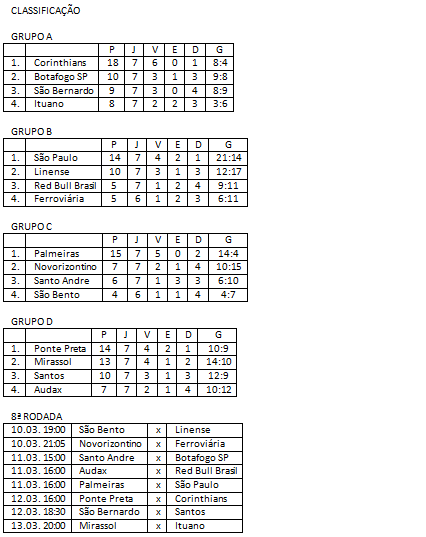 CLASSIFICAÇÃO
GRUPO A
P J V E D G
1. Corinthians 18 7 6 0 1 8:4
2. Botafogo SP 10 7 3 1 3 9:8
3. São Bernardo 9 7 3 0 4 8:9
4. Ituano 8 7 2 2 3 3:6
GRUPO B
P J V E D G
1. São Paulo 14 7 4 2 1 21:14
2. Linense 10 7 3 1 3 12:17
3. Red Bull Brasil 5 7 1 2 4 9:11
4. Ferroviária 5 6 1 2 3 6:11
GRUPO C
P J V E D G
1. Palmeiras 15 7 5 0 2 14:4
2. Novorizontino 7 7 2 1 4 10:15
3. Santo Andre 6 7 1 3 3 6:10
4. São Bento 4 6 1 1 4 4:7
GRUPO D
P J V E D G
1. Ponte Preta 14 7 4 2 1 10:9
2. Mirassol 13 7 4 1 2 14:10
3. Santos 10 7 3 1 3 12:9
4. Audax 7 7 2 1 4 10:12
8ª RODADA
10.03. 19:00 São Bento x Linense
10.03. 21:05 Novorizontino x Ferroviária
11.03. 15:00 Santo Andre x Botafogo SP
11.03. 16:00 Audax x Red Bull Brasil
11.03. 16:00 Palmeiras x São Paulo
12.03. 16:00 Ponte Preta x Corinthians
12.03. 18:30 São Bernardo x Santos
13.03. 20:00 Mirassol x Ituano